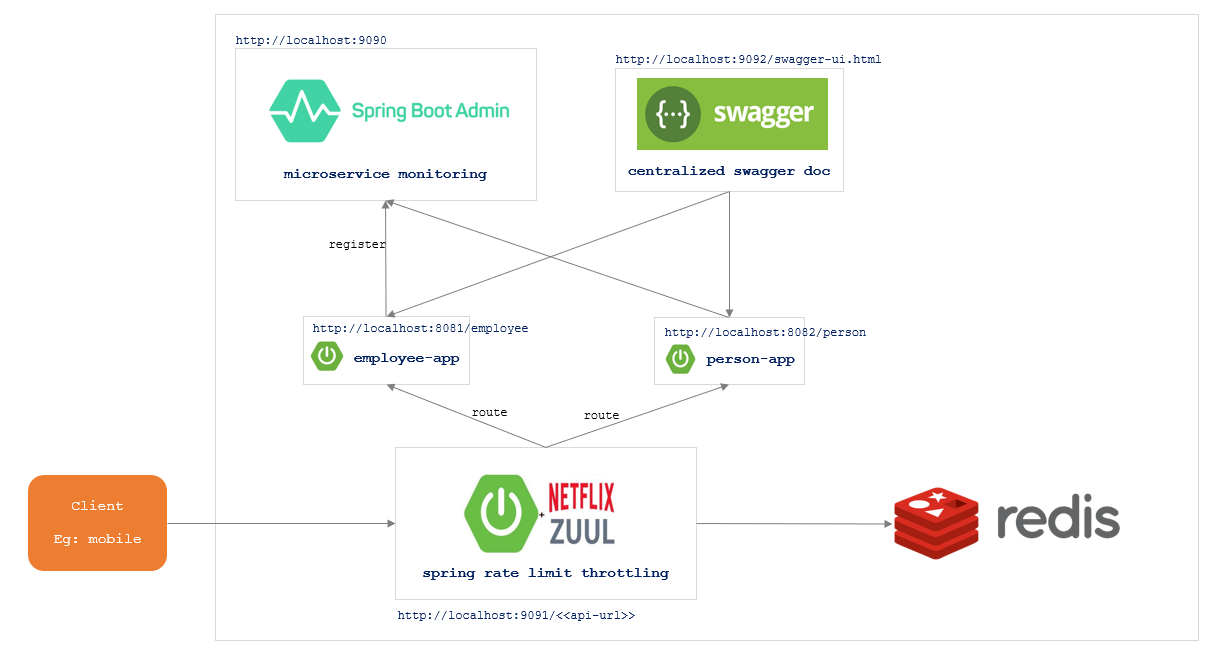 http://localhost:9090
Spring Boot Admin
microservice monitoring
http://localhost:9092/swagger-ui.html
{···} swagger
centralized swagger doc
register
http://localhost:8081/employee
employee-app
http://localhost:8082/person
person-app
route
route
Client
Eg: mobile
+ NETFLIX
ZUUL
spring rate limit throttling
http://localhost:9091/<<api-url>>
redis